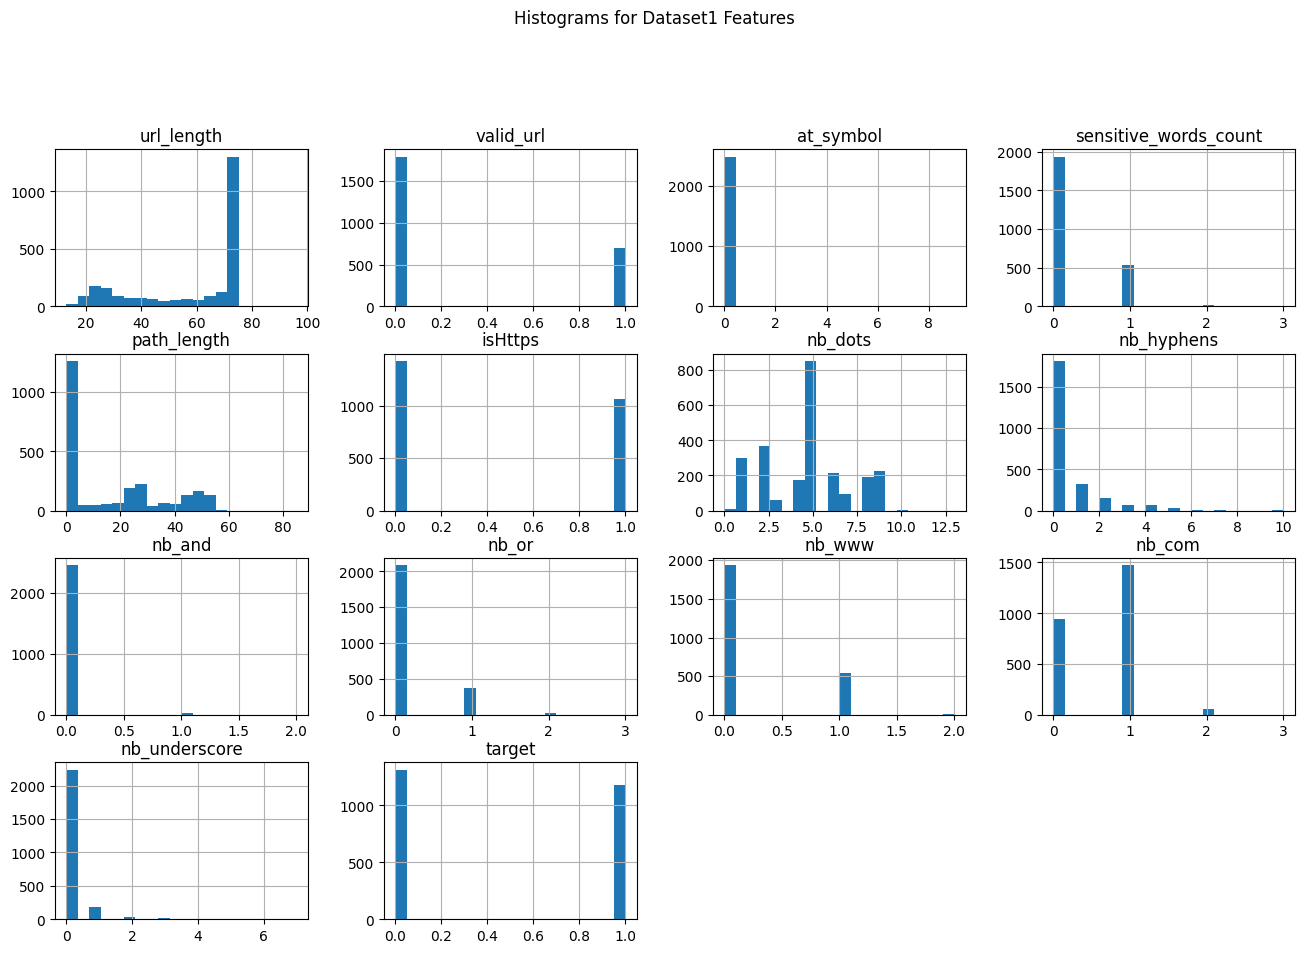 Histograms for Dataset1 Features
url_length
valid_url
at_symbol
sensitive_words_count
1000
500
0
20 40 60 80 100
1500
1000
500
0
0.0 0.2 0.4 0.6 0.8 1.0
2000
1000
0
0 2 4 6 8
2000
1500
1000
500
0
0 1 2 3
path_length
isHttps
nb_dots
nb_hyphens
1000
500
0
0 20 40 60 80
1000
500
0
0.0 0.2 0.4 0.6 0.8 1.0
800
600
400
200
0
0.0 2.5 5.0 7.5 10.0 12.5
1500
1000
500
0
0 2 4 6 8 10
nb_and
nb_or
nb_www
nb_com
2000
1000
0
0.0 0.5 1.0 1.5 2.0
2000
1500
1000
500
0
0 1 2 3
2000
1500
1000
500
0
0.0 0.5 1.0 1.5 2.0
1500
1000
500
0
0 1 2 3
nb_underscore
target
2000
1500
1000
500
0
0 2 4 6
1000
500
0
0.0 0.2 0.4 0.6 0.8 1.0